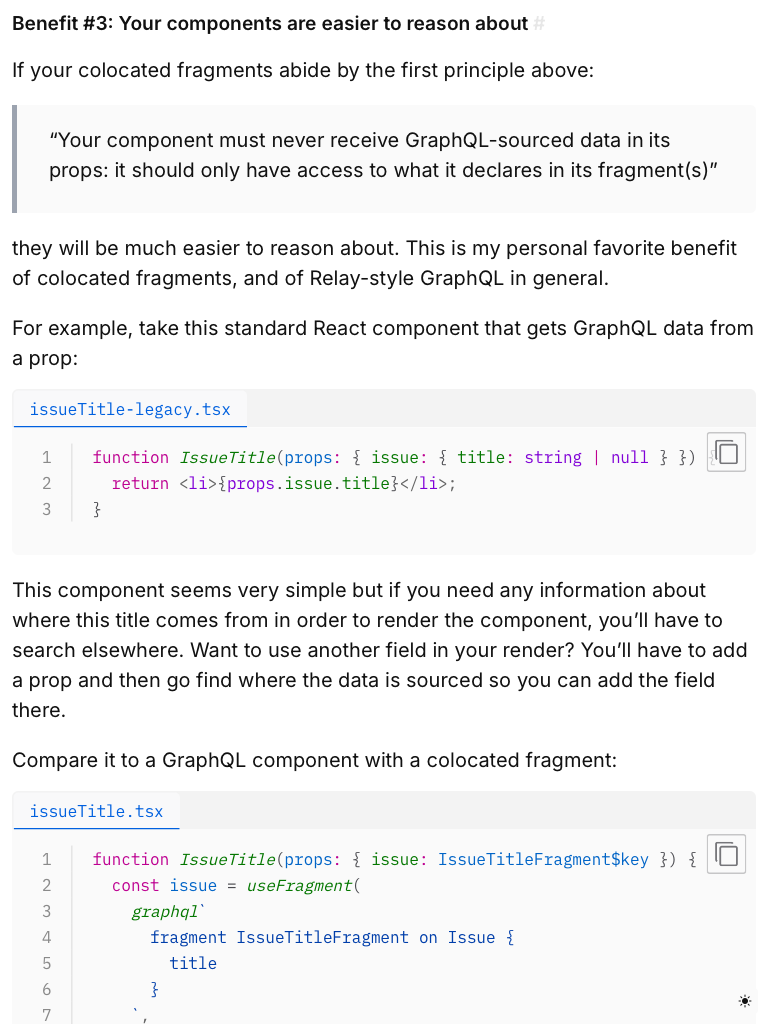 Benefit #3: Your components are easier to reason about #
If your colocated fragments abide by the first principle above:
“Your component must never receive GraphQL-sourced data in its
props: it should only have access to what it declares in its fragment(s)”
they will be much easier to reason about. This is my personal favorite benefit
of colocated fragments, and of Relay-style GraphQL in general.
For example, take this standard React component that gets GraphQL data from
a prop:
issueTitle-legacy.tsx
1 function IssueTitle(props: { issue: { title: string | null } }) {
2   return <li>{props.issue.title}</li>;
3 }
This component seems very simple but if you need any information about
where this title comes from in order to render the component, you’ll have to
search elsewhere. Want to use another field in your render? You’ll have to add
a prop and then go find where the data is sourced so you can add the field
there.
Compare it to a GraphQL component with a colocated fragment:
issueTitle.tsx
1 function IssueTitle(props: { issue: IssueTitleFragment$key }) {
2   const issue = useFragment(
3     graphql`
4       fragment IssueTitleFragment on Issue {
5         title
6       }
7     `,